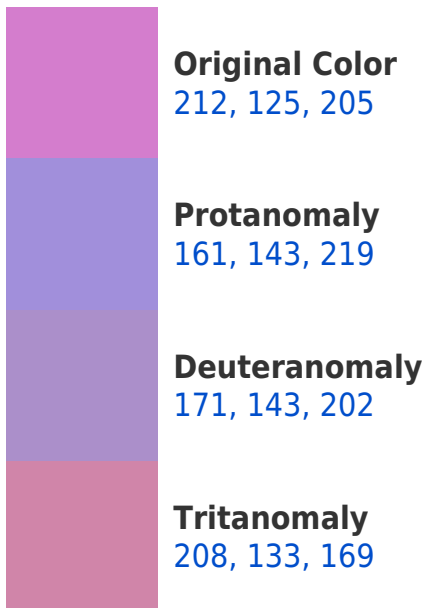 Original Color
212, 125, 205
Protanomaly
161, 143, 219
Deuteranomaly
171, 143, 202
Tritanomaly
208, 133, 169